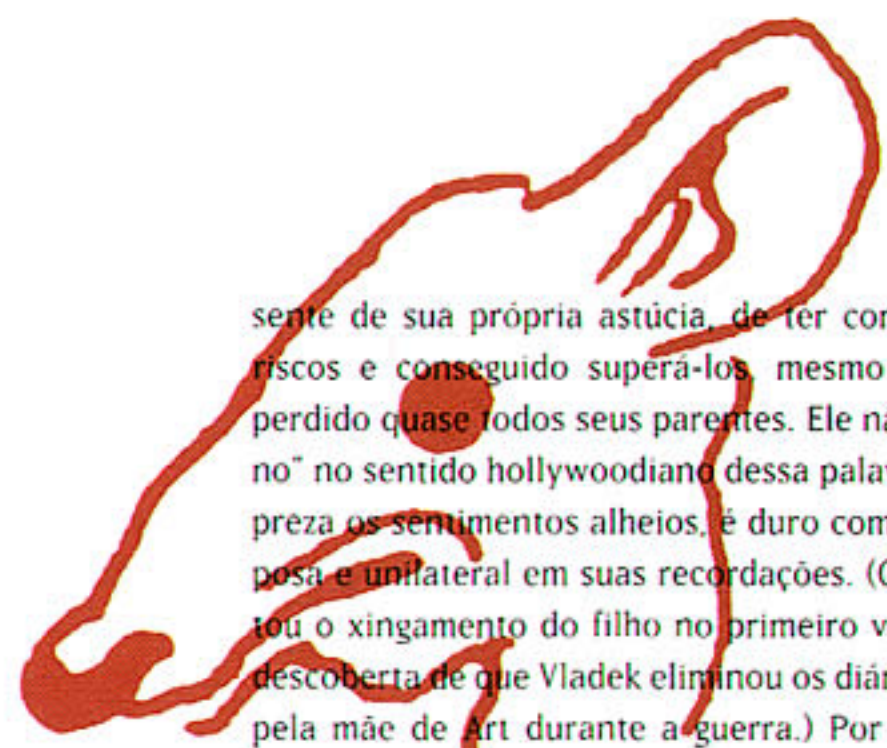 sente de sua própria astúcia, de ter cor
riscos e conseguido superá-los, mesmo
perdido quase todos seus parentes. Ele nã
no" no sentido hollywoodiano dessa palav
preza os sentimentos alheios, é duro com
posa e unilateral em suas recordações. (C
tou o xingamento do filho no primeiro v
descoberta de que Vladek eliminou os diár
pela mãe de Art durante a guerra.) Por